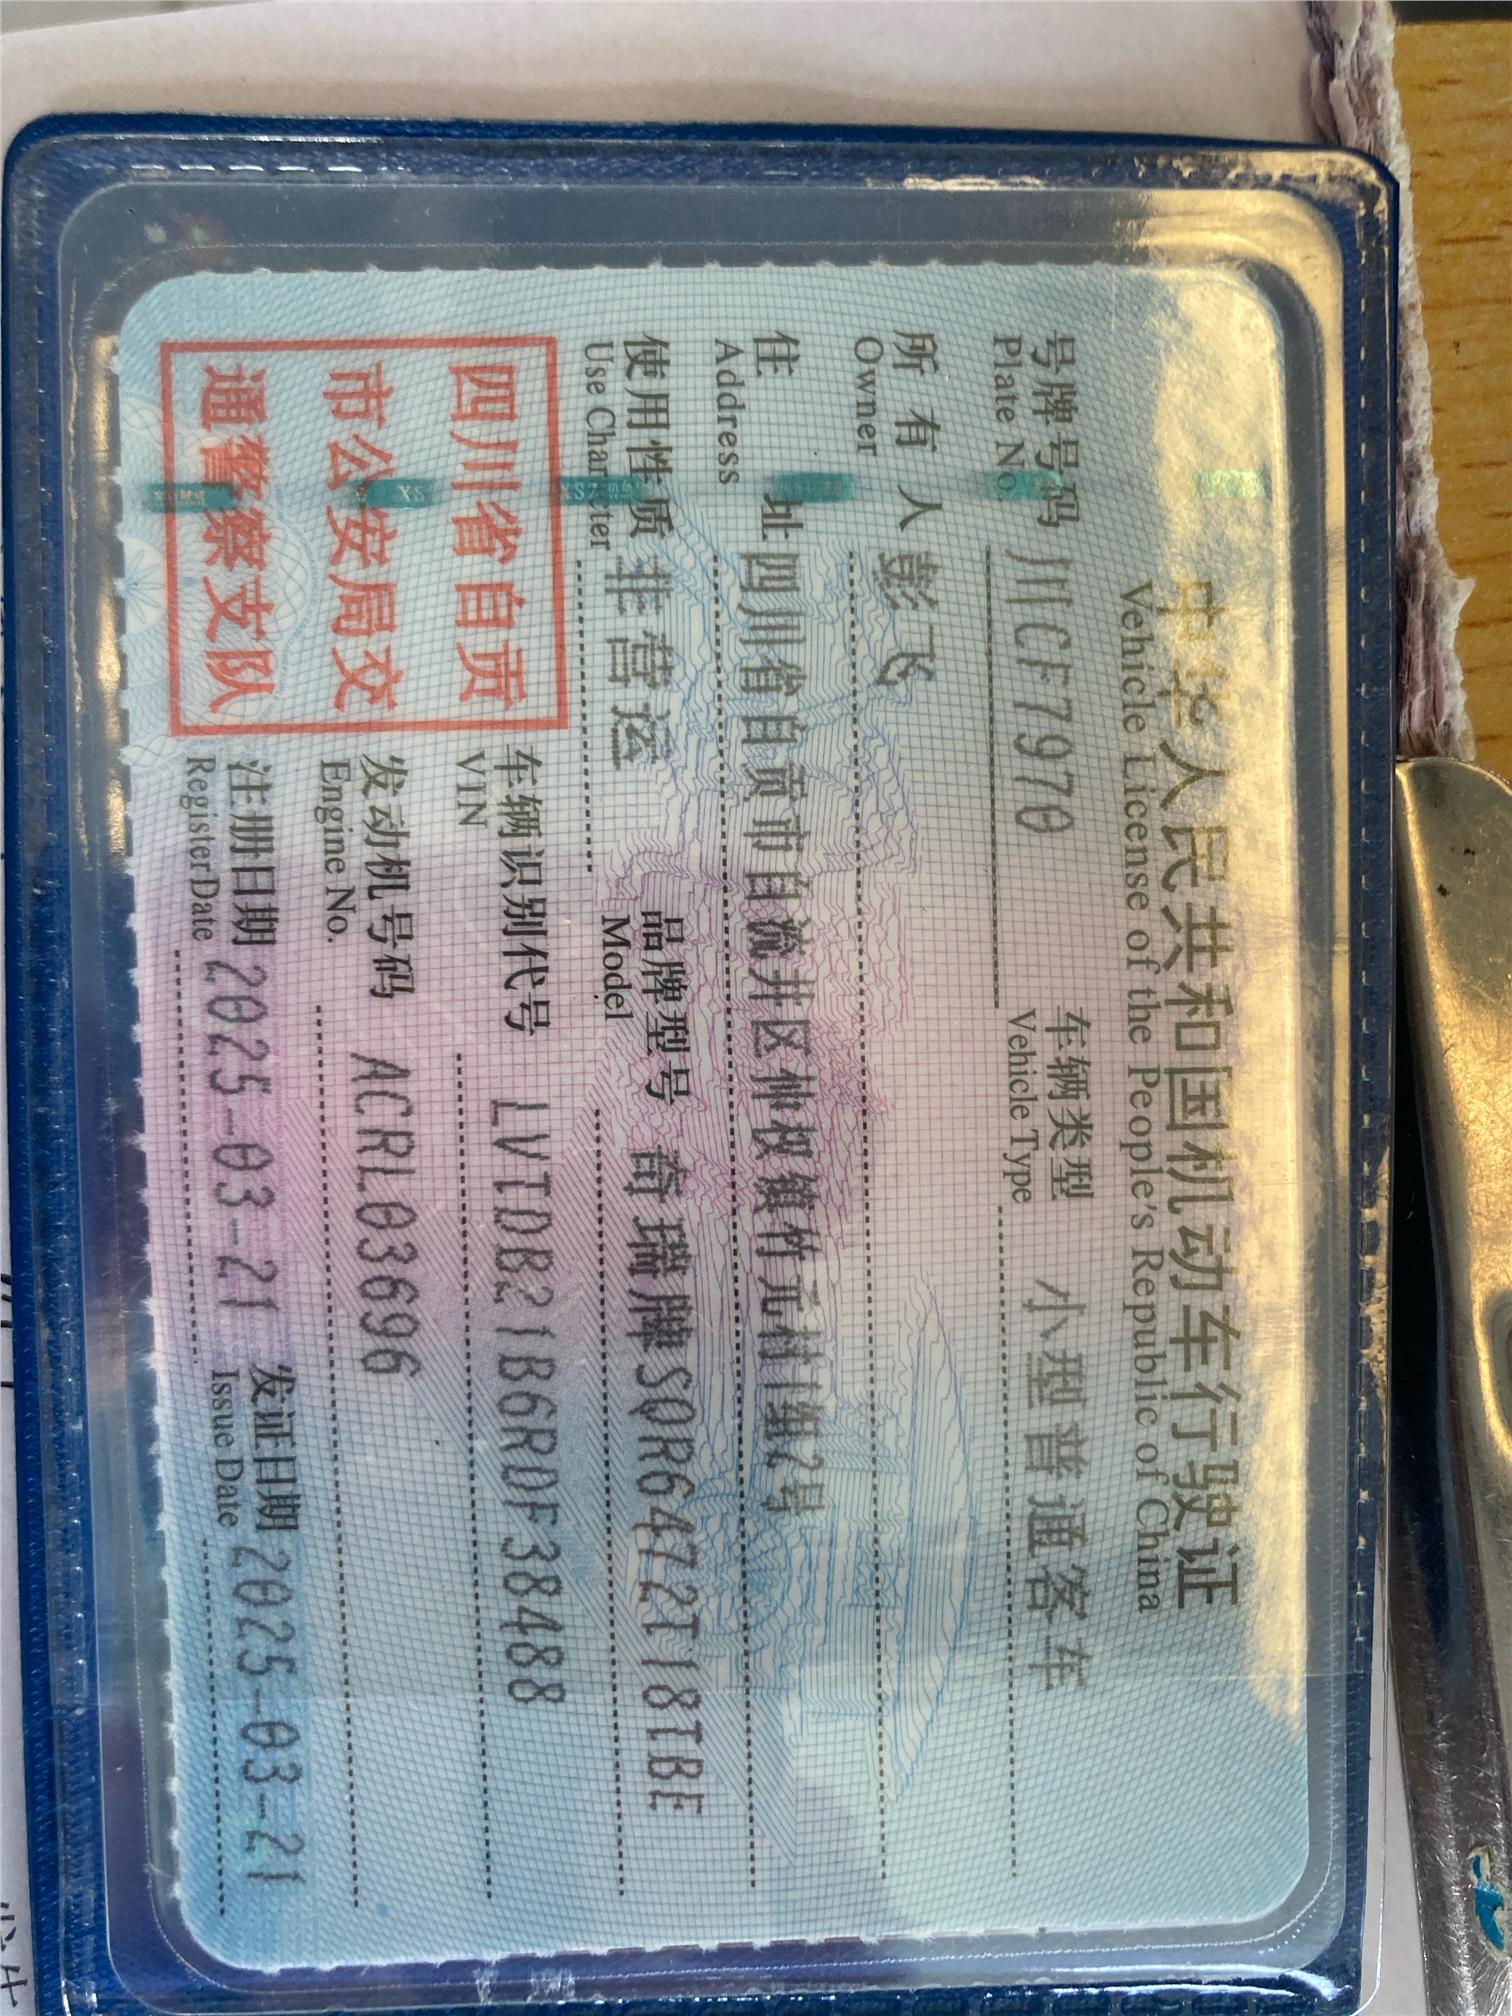 中华人民共和国机动车行驶证
Vehicle License of the People's Republic of China
号牌号码 川CF7970 车辆类型 小型普通客车
Plate No. Vehicle Type
所有人 彭飞
Owner
住址 四川省自贡市自流井区仲权镇竹元村1组2号
Address
使用性质 非营运 品牌型号 奇瑞牌SQR6472T18TBE
Use Character Model
四川省自贡
市公安局交
通警察支队
车辆识别代号 LVTDB21B6RDF38488
VIN
发动机号码 ACRL03696
Engine No.
注册日期 2025-03-21 发证日期 2025-03-21
Register Date Issue Date